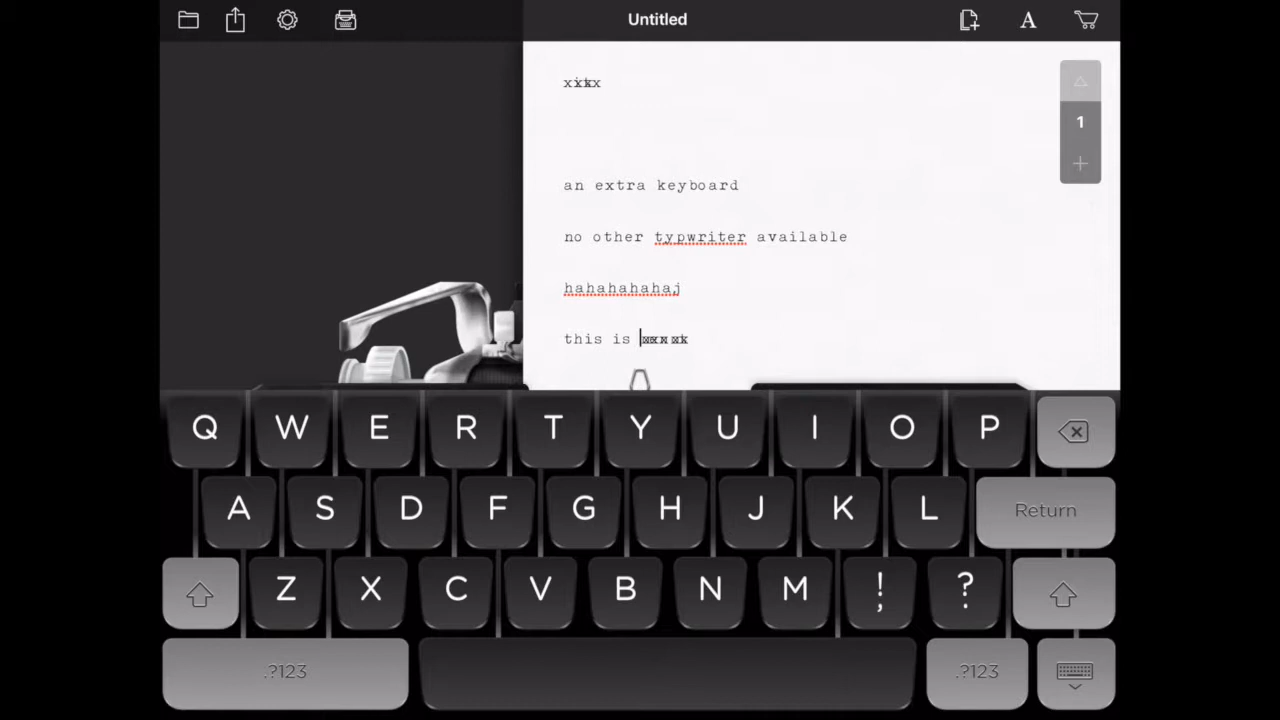 Untitled
A
1
an extra keyboard
no other typwriter available
hahahahahaj
this is
Q W E R T Y U I O P
A S D F G H J K L Return
Z X C V B N M ! ; ?
.?123 .?123